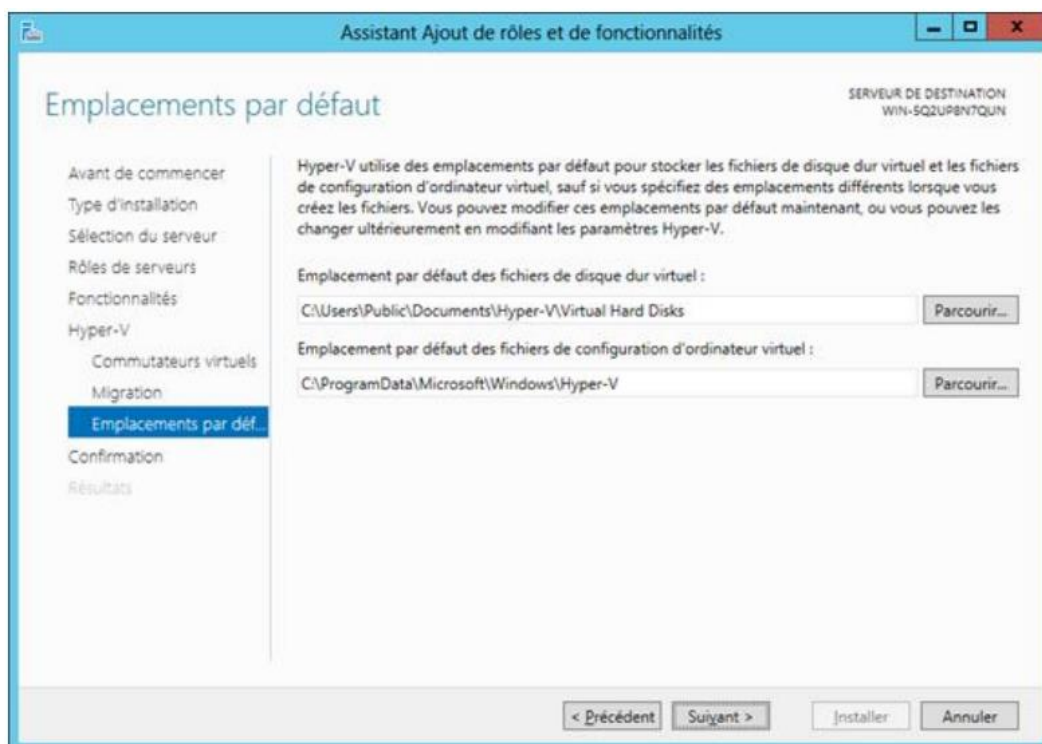 Assistant Ajout de rôles et de fonctionnalités
Emplacements par défaut
SERVEUR DE DESTINATION
WIN-5Q2UP8N7QUN
Avant de commencer
Type d'installation
Sélection du serveur
Rôles de serveurs
Fonctionnalités
Hyper-V
Commutateurs virtuels
Migration
Emplacements par déf...
Confirmation
Résultats
Hyper-V utilise des emplacements par défaut pour stocker les fichiers de disque dur virtuel et les fichiers
de configuration d'ordinateur virtuel, sauf si vous spécifiez des emplacements différents lorsque vous
créez les fichiers. Vous pouvez modifier ces emplacements par défaut maintenant, ou vous pouvez les
changer ultérieurement en modifiant les paramètres Hyper-V.
Emplacement par défaut des fichiers de disque dur virtuel :
C:\Users\Public\Documents\Hyper-V\Virtual Hard Disks
Parcourir...
Emplacement par défaut des fichiers de configuration d'ordinateur virtuel :
C:\ProgramData\Microsoft\Windows\Hyper-V
Parcourir...
< Précédent
Suivant >
Installer
Annuler